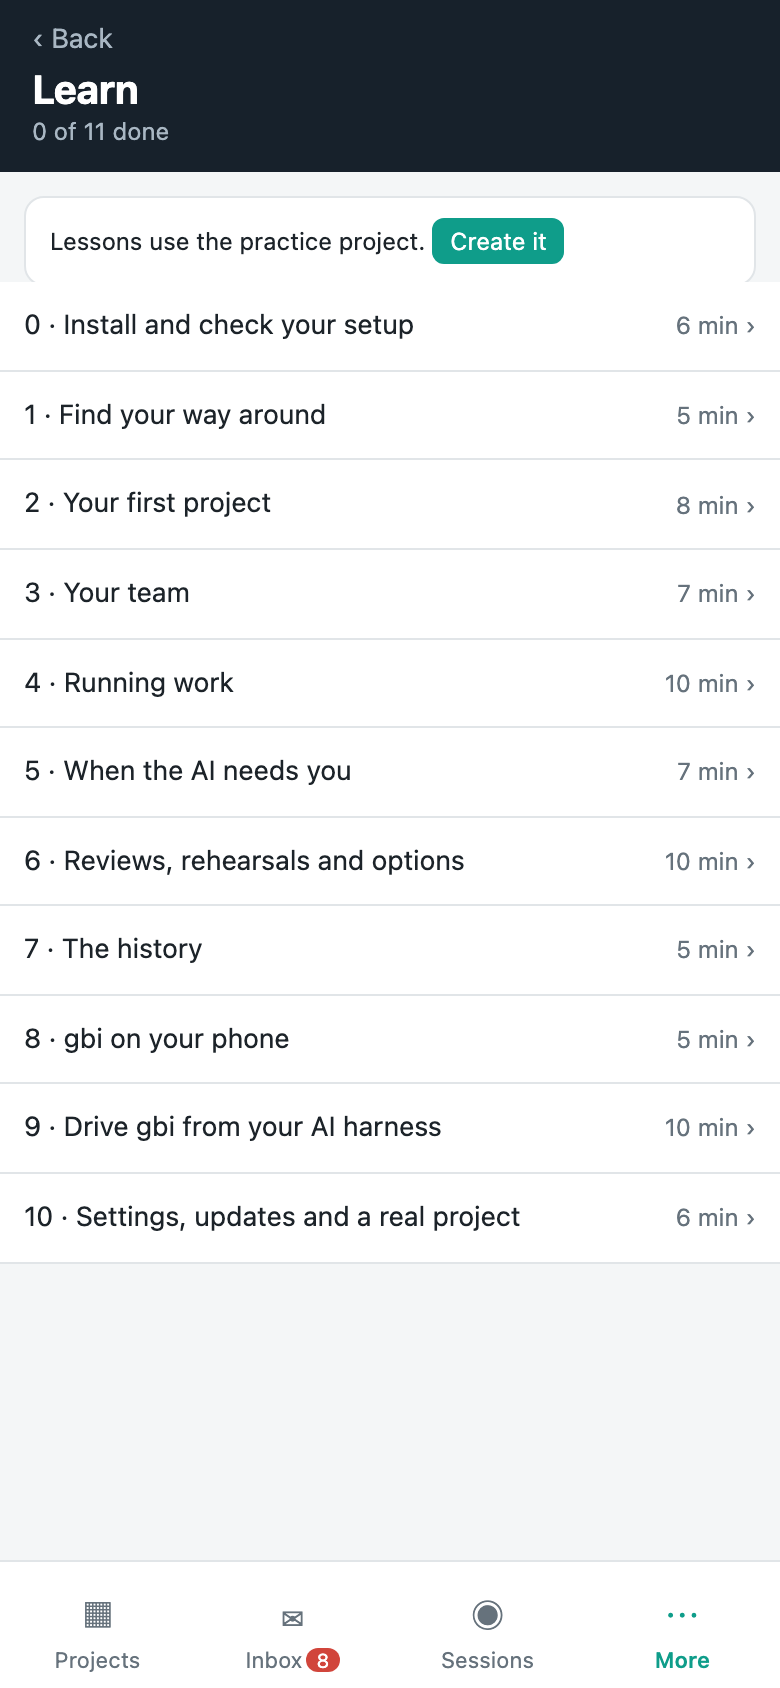 ‹ Back
Learn
0 of 11 done
Lessons use the practice project. Create it
0 · Install and check your setup 6 min ›
1 · Find your way around 5 min ›
2 · Your first project 8 min ›
3 · Your team 7 min ›
4 · Running work 10 min ›
5 · When the AI needs you 7 min ›
6 · Reviews, rehearsals and options 10 min ›
7 · The history 5 min ›
8 · gbi on your phone 5 min ›
9 · Drive gbi from your AI harness 10 min ›
10 · Settings, updates and a real project 6 min ›
Projects Inbox 8 Sessions More